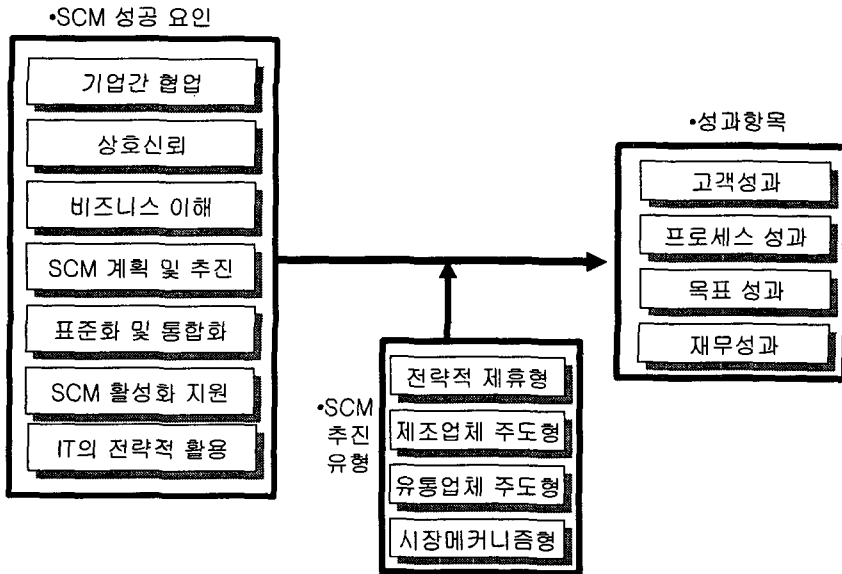 •SCM 성공 요인
기업간 협업
상호신뢰
비즈니스 이해
SCM 계획 및 추진
표준화 및 통합화
SCM 활성화 지원
IT의 전략적 활용
•SCM
추진
유형
전략적 제휴형
제조업체 주도형
유통업체 주도형
시장메커니즘형
•성과항목
고객성과
프로세스 성과
목표 성과
재무성과